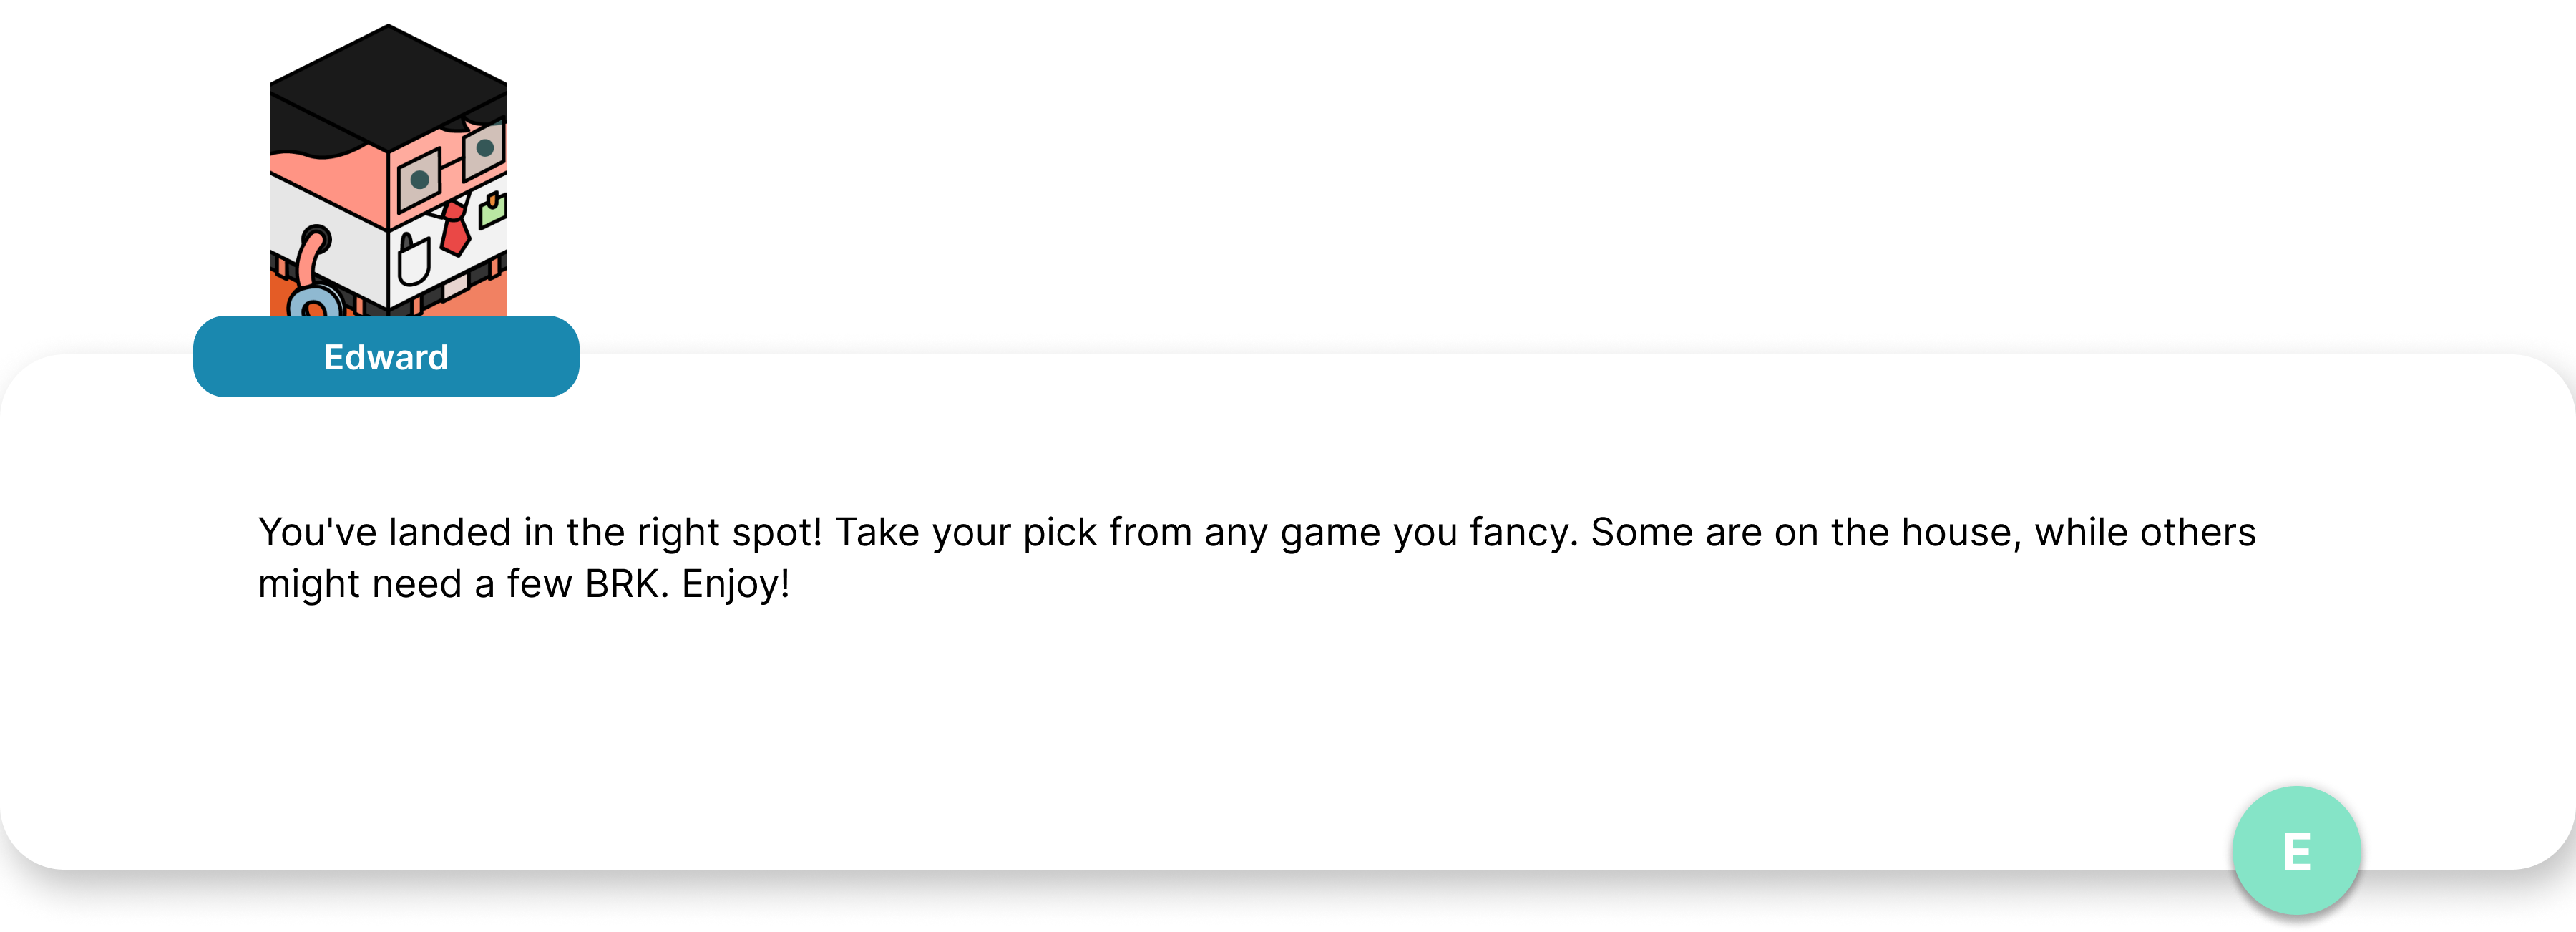 Edward
You've landed in the right spot! Take your pick from any game you fancy. Some are on the house, while others
might need a few BRK. Enjoy!
E